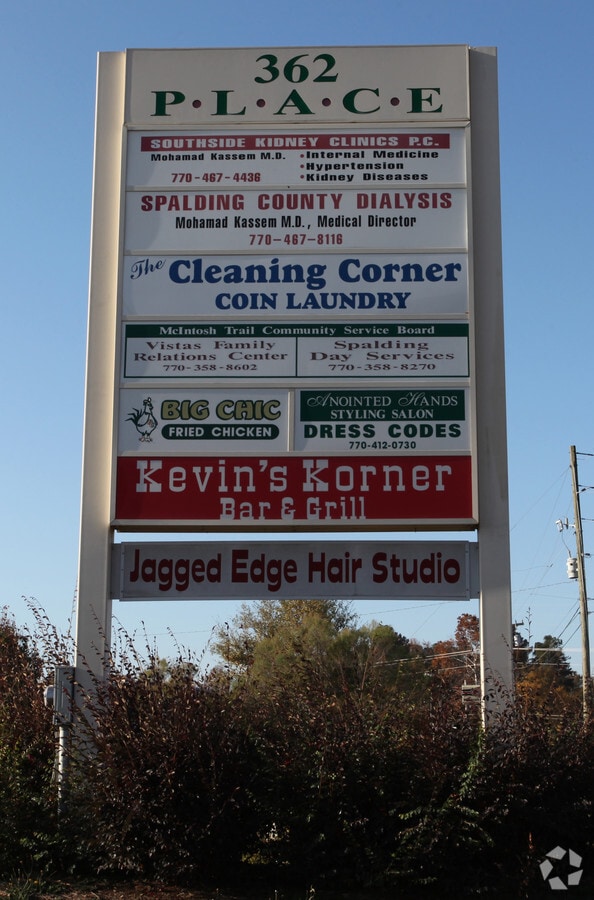 362
P·L·A·C·E
SOUTHSIDE KIDNEY CLINICS P.C.
Mohamad Kassem M.D.
•Internal Medicine
•Hypertension
770-467-4436
•Kidney Diseases
SPALDING COUNTY DIALYSIS
Mohamad Kassem M.D., Medical Director
770-467-8116
The Cleaning Corner
COIN LAUNDRY
McIntosh Trail Community Service Board
Vistas Family
Relations Center
770-358-8602
Spalding
Day Services
770-358-8270
BIG CHIC
FRIED CHICKEN
ANOINTED HANDS
STYLING SALON
DRESS CODES
770-412-0730
Kevin's Korner
Bar & Grill
Jagged Edge Hair Studio